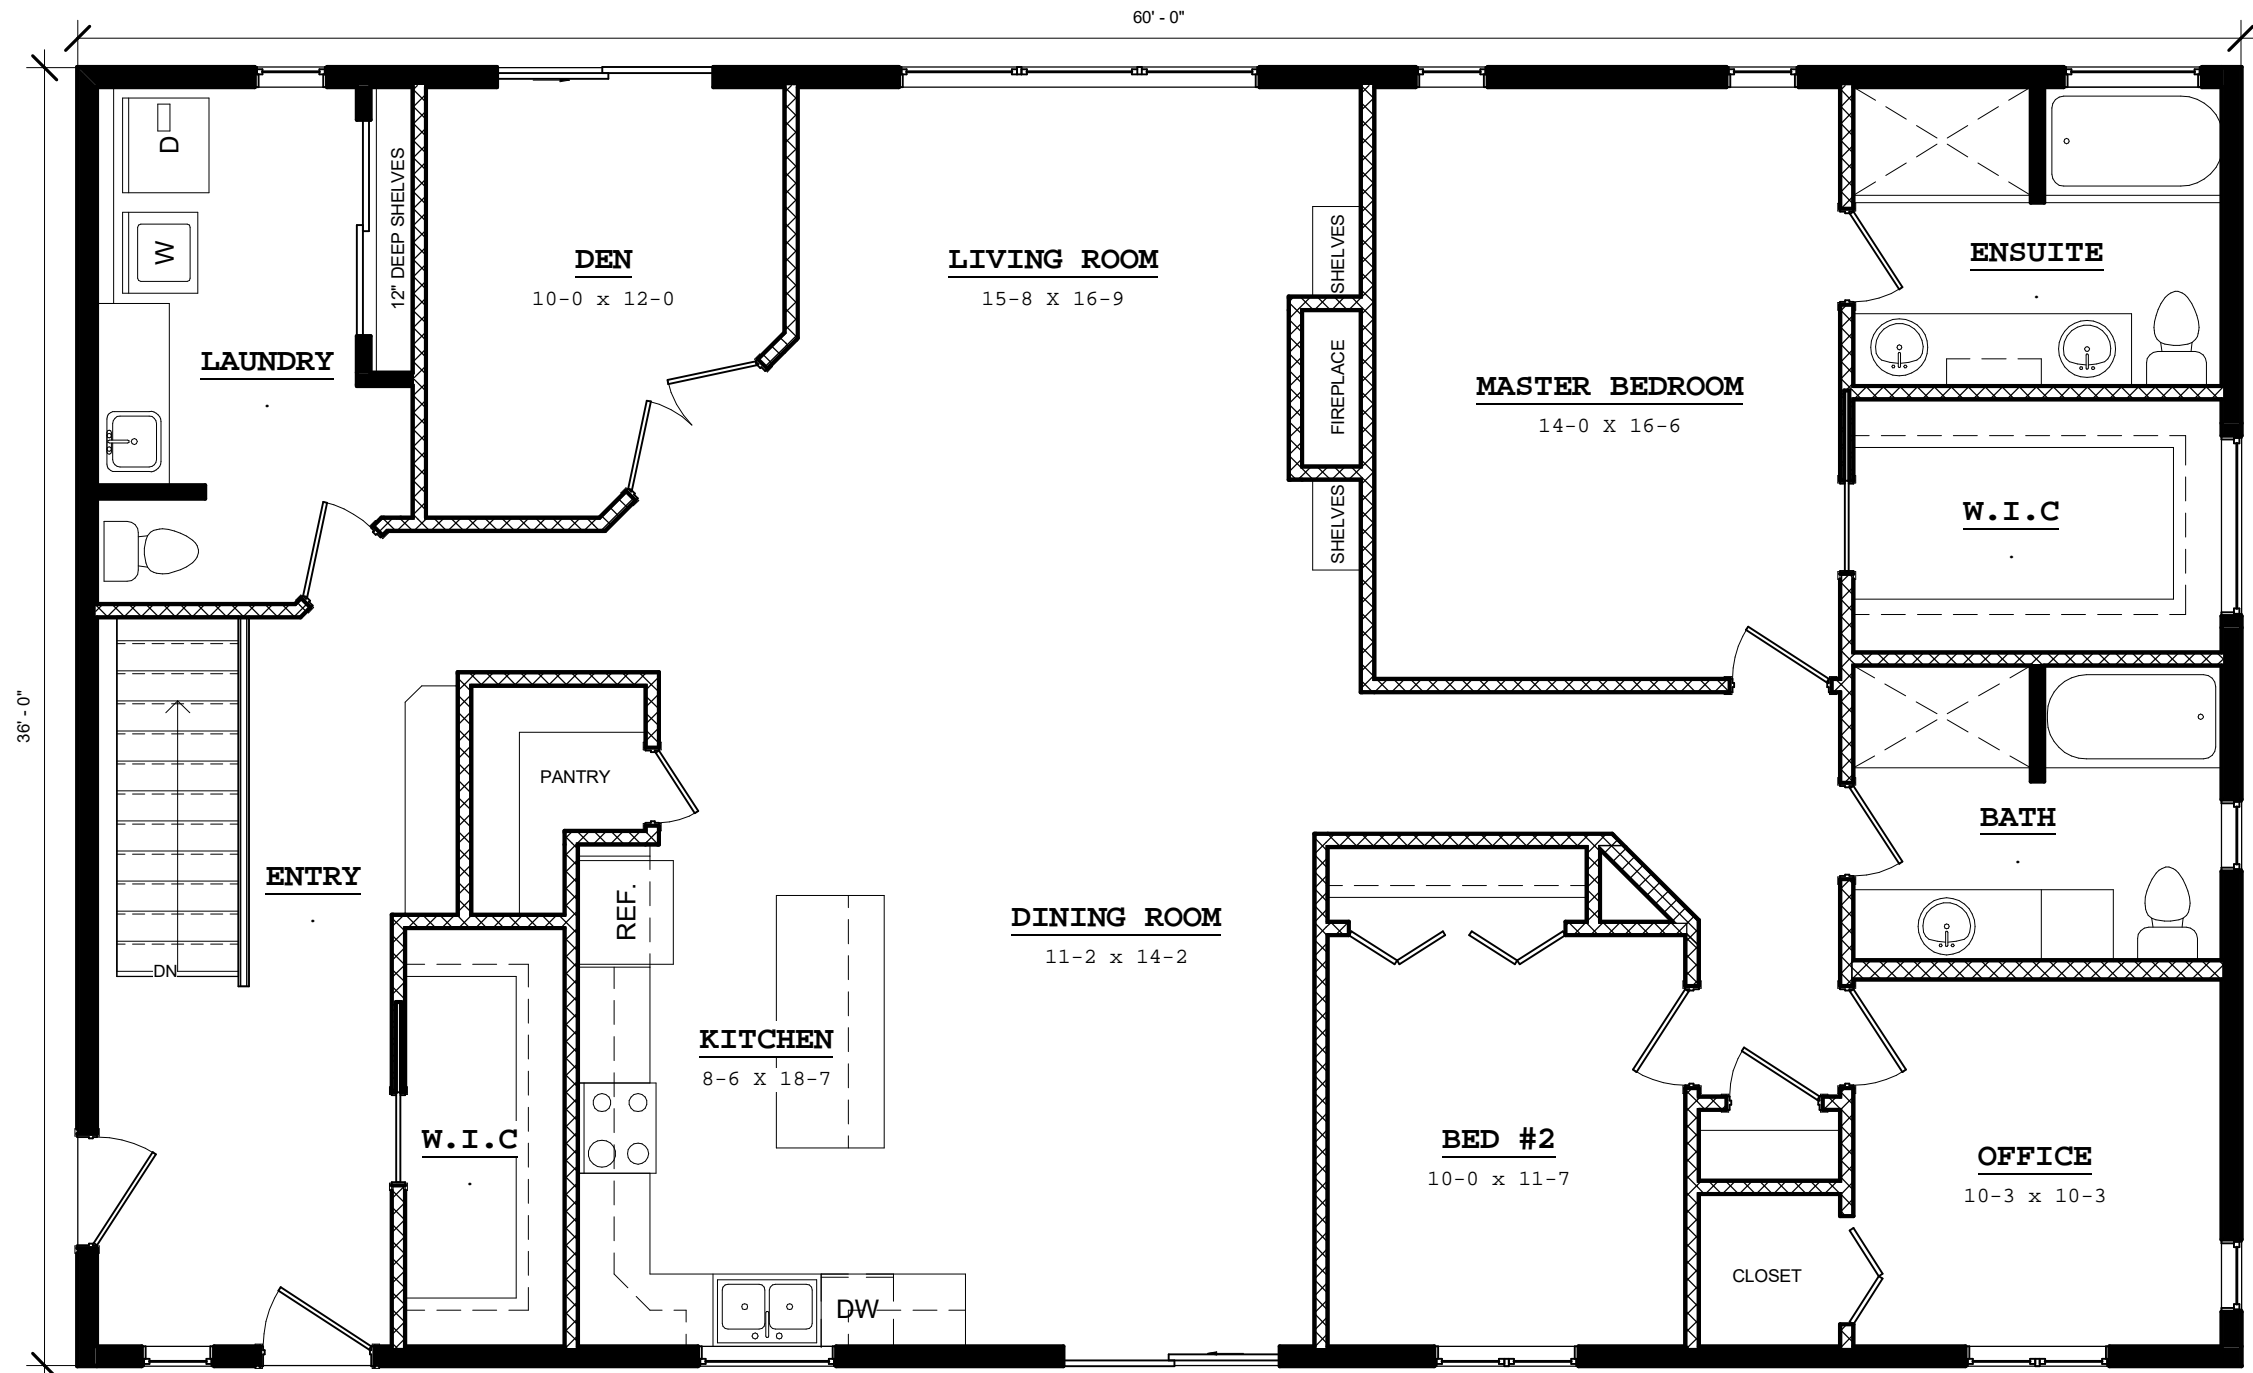 60' - 0"
36' - 0"
D
W
12" DEEP SHELVES
LAUNDRY
DEN
10-0 x 12-0
LIVING ROOM
15-8 X 16-9
SHELVES
FIREPLACE
SHELVES
MASTER BEDROOM
14-0 X 16-6
ENSUITE
W.I.C
PANTRY
BATH
ENTRY
REF.
DN
DINING ROOM
11-2 x 14-2
KITCHEN
8-6 X 18-7
W.I.C
BED #2
10-0 x 11-7
OFFICE
10-3 x 10-3
CLOSET
DW